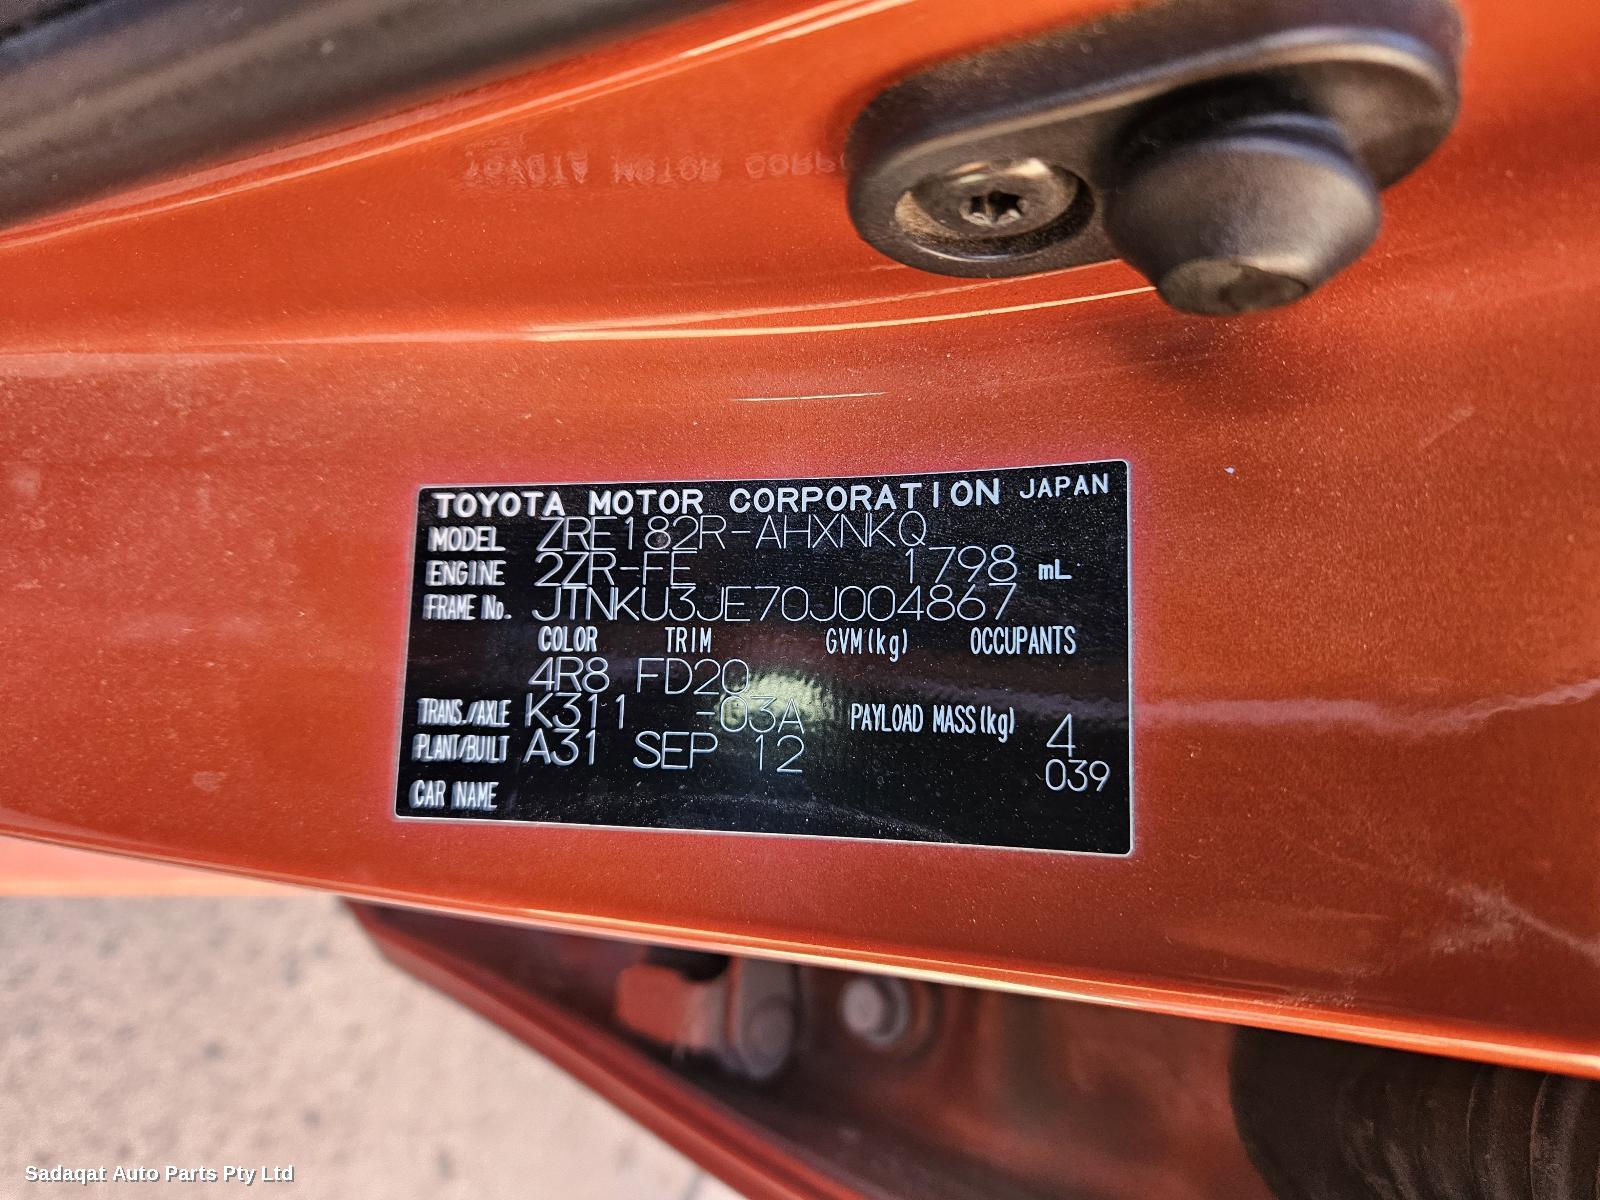 TOYOTA MOTOR CORPORATION JAPAN
MODEL ZRE182R-AHXNKQ
ENGINE 2ZR-FE 1798 mL
FRAME No. JTNKU3JE70J004867
COLOR TRIM GVM(kg) OCCUPANTS
4R8 FD20
TRANS./AXLE K311 -03A PAYLOAD MASS(kg) 4
PLANT/BUILT A31 SEP 12 039
CAR NAME
Sadaqat Auto Parts Pty Ltd